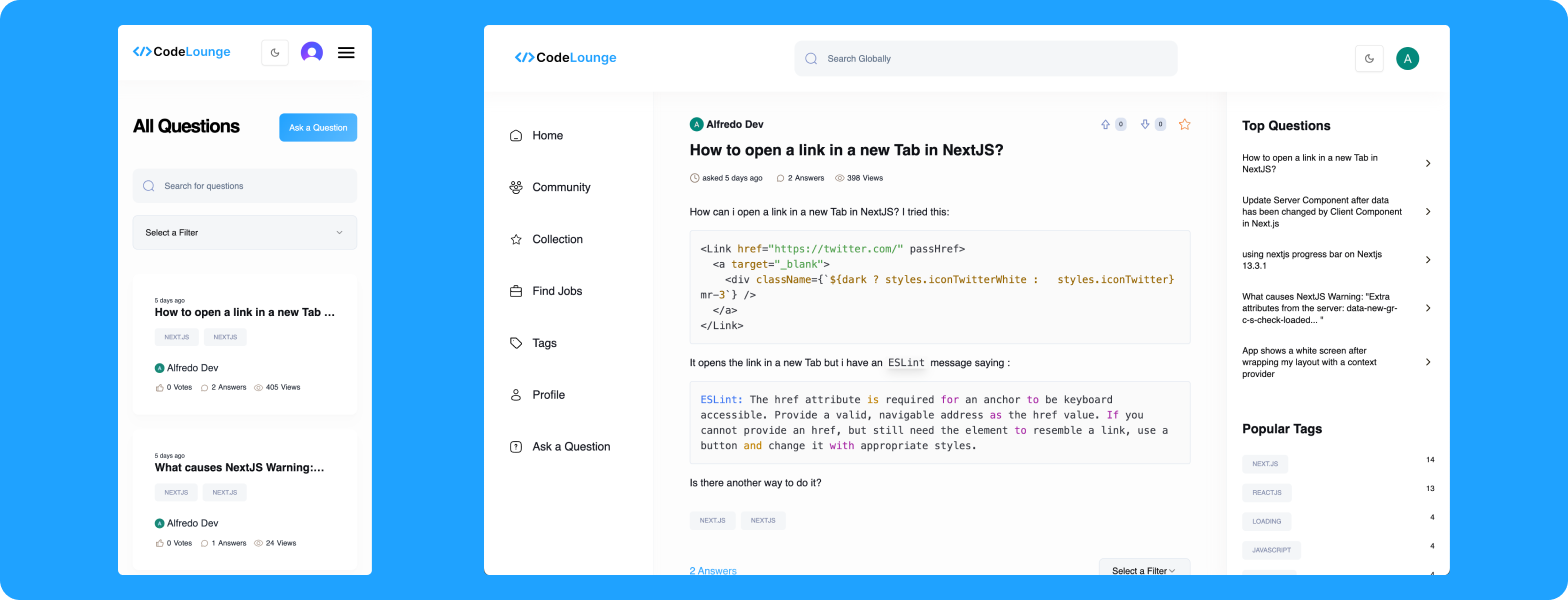 </>CodeLounge
All Questions
Ask a Question
Search for questions
Select a Filter
5 days ago
How to open a link in a new Tab ...
NEXTJS NEXTJS
A Alfredo Dev
0 Votes 2 Answers 405 Views
5 days ago
What causes NextJS Warning:...
NEXTJS NEXTJS
A Alfredo Dev
0 Votes 1 Answers 24 Views
</>CodeLounge
Search Globally
A
Home
Community
Collection
Find Jobs
Tags
Profile
Ask a Question
A Alfredo Dev
0 0
How to open a link in a new Tab in NextJS?
asked 5 days ago 2 Answers 398 Views
How can i open a link in a new Tab in NextJS? I tried this:
<Link href="https://twitter.com/" passHref>
<a target="_blank">
<div className={`${dark ? styles.iconTwitterWhite :   styles.iconTwitter}
mr-3`} />
</a>
</Link>
It opens the link in a new Tab but i have an ESLint message saying :
ESLint: The href attribute is required for an anchor to be keyboard
accessible. Provide a valid, navigable address as the href value. If you
cannot provide an href, but still need the element to resemble a link, use a
button and change it with appropriate styles.
Is there another way to do it?
NEXTJS NEXTJS
2 Answers
Select a Filter
Top Questions
How to open a link in a new Tab in
NextJS?
Update Server Component after data
has been changed by Client Component
in Next.js
using nextjs progress bar on Nextjs
13.3.1
What causes NextJS Warning: "Extra
attributes from the server: data-new-gr-
c-s-check-loaded... "
App shows a white screen after
wrapping my layout with a context
provider
Popular Tags
NEXT.JS 14
REACTJS 13
LOADING 4
JAVASCRIPT 4